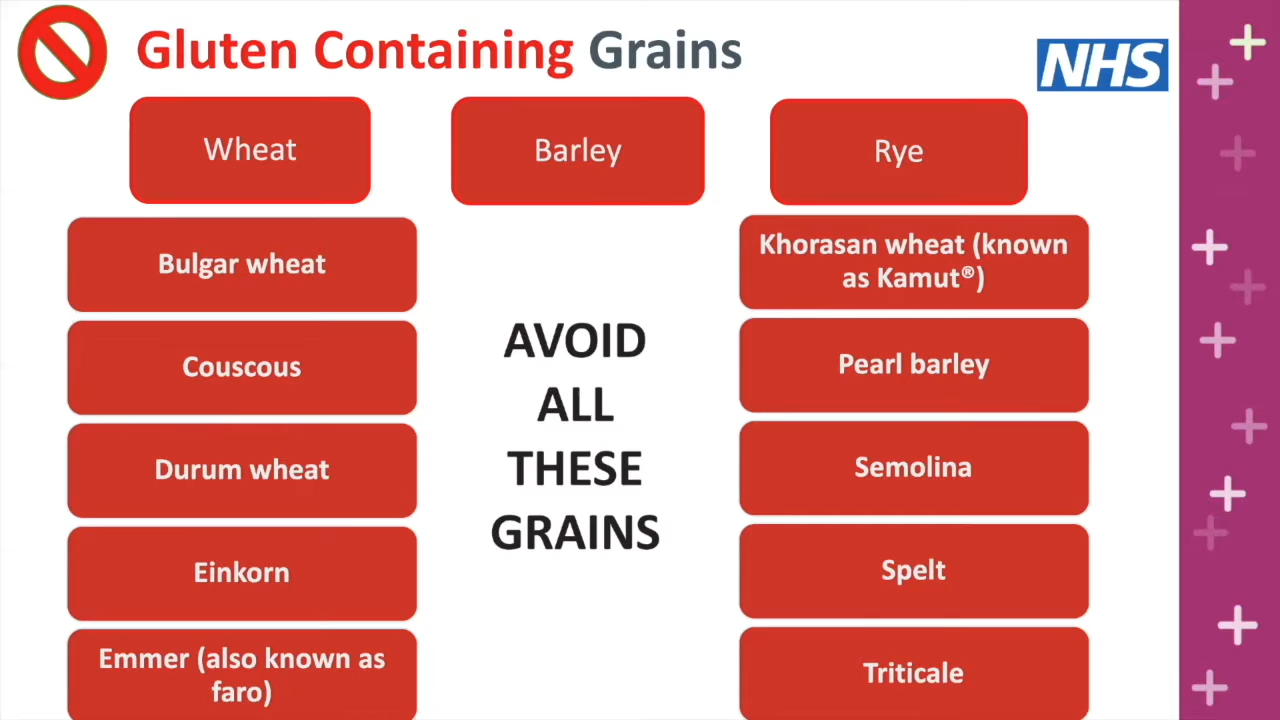 Gluten Containing Grains
NHS
Wheat
Barley
Rye
Bulgar wheat
Couscous
Durum wheat
Einkorn
Emmer (also known as
faro)
AVOID
ALL
THESE
GRAINS
Khorasan wheat (known
as Kamut®)
Pearl barley
Semolina
Spelt
Triticale